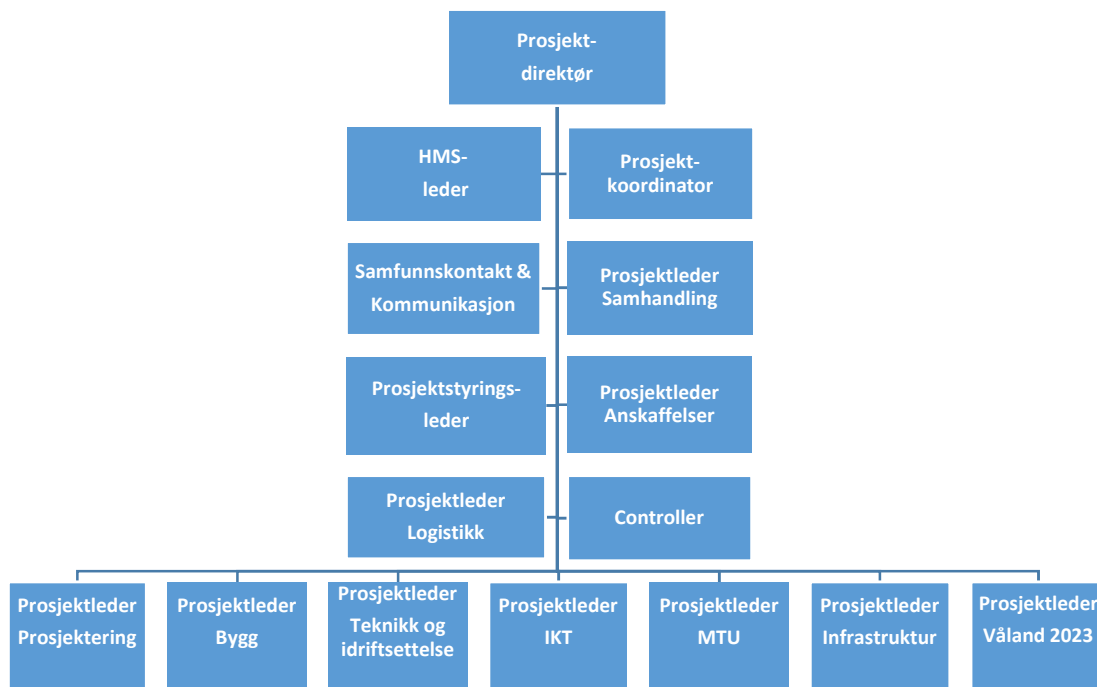 Prosjekt-
direktør
HMS-
leder
Prosjekt-
koordinator
Samfunnskontakt &
Kommunikasjon
Prosjektleder
Samhandling
Prosjektstyrings-
leder
Prosjektleder
Anskaffelser
Prosjektleder
Logistikk
Controller
Prosjektleder
Prosjektering
Prosjektleder
Bygg
Prosjektleder
Teknikk og
idriftsettelse
Prosjektleder
IKT
Prosjektleder
MTU
Prosjektleder
Infrastruktur
Prosjektleder
Våland 2023